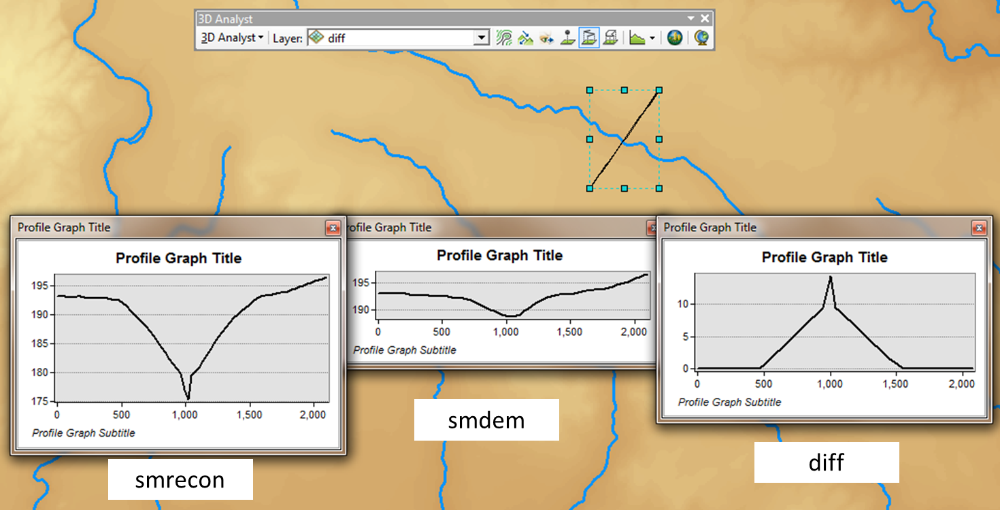 3D Analyst
3D Analyst Layer: diff
Profile Graph Title
Profile Graph Title
195
190
185
180
175
0 500 1,000 1,500 2,000
Profile Graph Subtitle
smrecon
rofile Graph Title
Profile Graph Title
195
190
0 500 1,000 1,500 2,000
Profile Graph Subtitle
smdem
Profile Graph Title
Profile Graph Title
10
5
0
0 500 1,000 1,500 2,000
Profile Graph Subtitle
diff